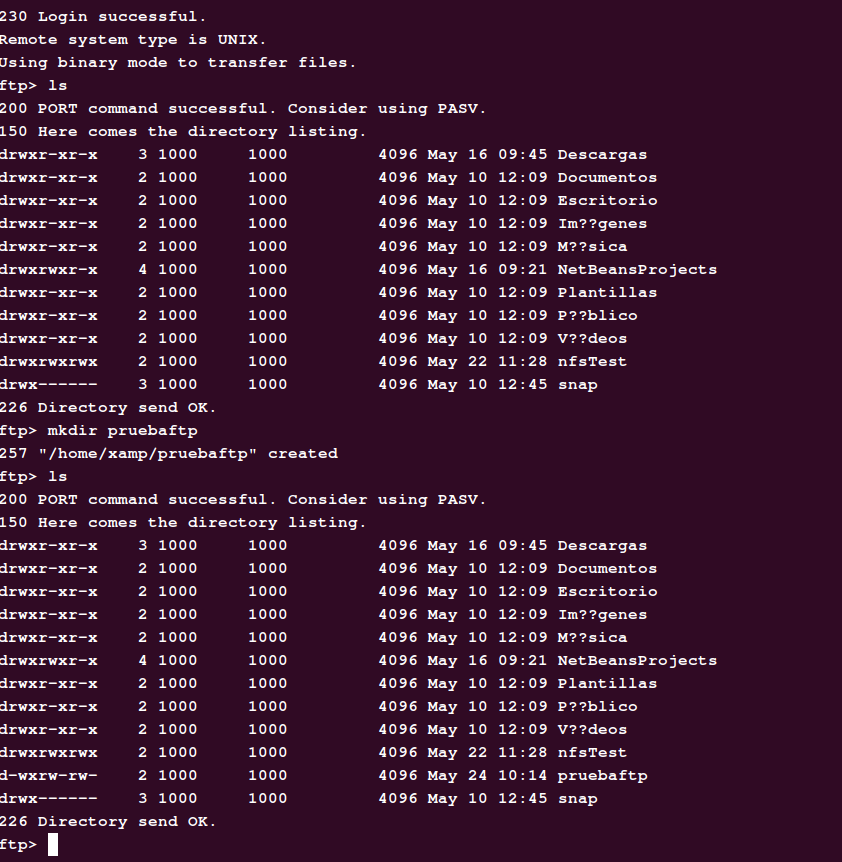 230 Login successful.
Remote system type is UNIX.
Using binary mode to transfer files.
ftp> ls
200 PORT command successful. Consider using PASV.
150 Here comes the directory listing.
drwxr-xr-x    3 1000     1000         4096 May 16 09:45 Descargas
drwxr-xr-x    2 1000     1000         4096 May 10 12:09 Documentos
drwxr-xr-x    2 1000     1000         4096 May 10 12:09 Escritorio
drwxr-xr-x    2 1000     1000         4096 May 10 12:09 Im??genes
drwxr-xr-x    2 1000     1000         4096 May 10 12:09 M??sica
drwxrwxr-x    4 1000     1000         4096 May 16 09:21 NetBeansProjects
drwxr-xr-x    2 1000     1000         4096 May 10 12:09 Plantillas
drwxr-xr-x    2 1000     1000         4096 May 10 12:09 P??blico
drwxr-xr-x    2 1000     1000         4096 May 10 12:09 V??deos
drwxrwxrwx    2 1000     1000         4096 May 22 11:28 nfsTest
drwx------    3 1000     1000         4096 May 10 12:45 snap
226 Directory send OK.
ftp> mkdir pruebaftp
257 "/home/xamp/pruebaftp" created
ftp> ls
200 PORT command successful. Consider using PASV.
150 Here comes the directory listing.
drwxr-xr-x    3 1000     1000         4096 May 16 09:45 Descargas
drwxr-xr-x    2 1000     1000         4096 May 10 12:09 Documentos
drwxr-xr-x    2 1000     1000         4096 May 10 12:09 Escritorio
drwxr-xr-x    2 1000     1000         4096 May 10 12:09 Im??genes
drwxr-xr-x    2 1000     1000         4096 May 10 12:09 M??sica
drwxrwxr-x    4 1000     1000         4096 May 16 09:21 NetBeansProjects
drwxr-xr-x    2 1000     1000         4096 May 10 12:09 Plantillas
drwxr-xr-x    2 1000     1000         4096 May 10 12:09 P??blico
drwxr-xr-x    2 1000     1000         4096 May 10 12:09 V??deos
drwxrwxrwx    2 1000     1000         4096 May 22 11:28 nfsTest
d-wxrw-rw-    2 1000     1000         4096 May 24 10:14 pruebaftp
drwx------    3 1000     1000         4096 May 10 12:45 snap
226 Directory send OK.
ftp>